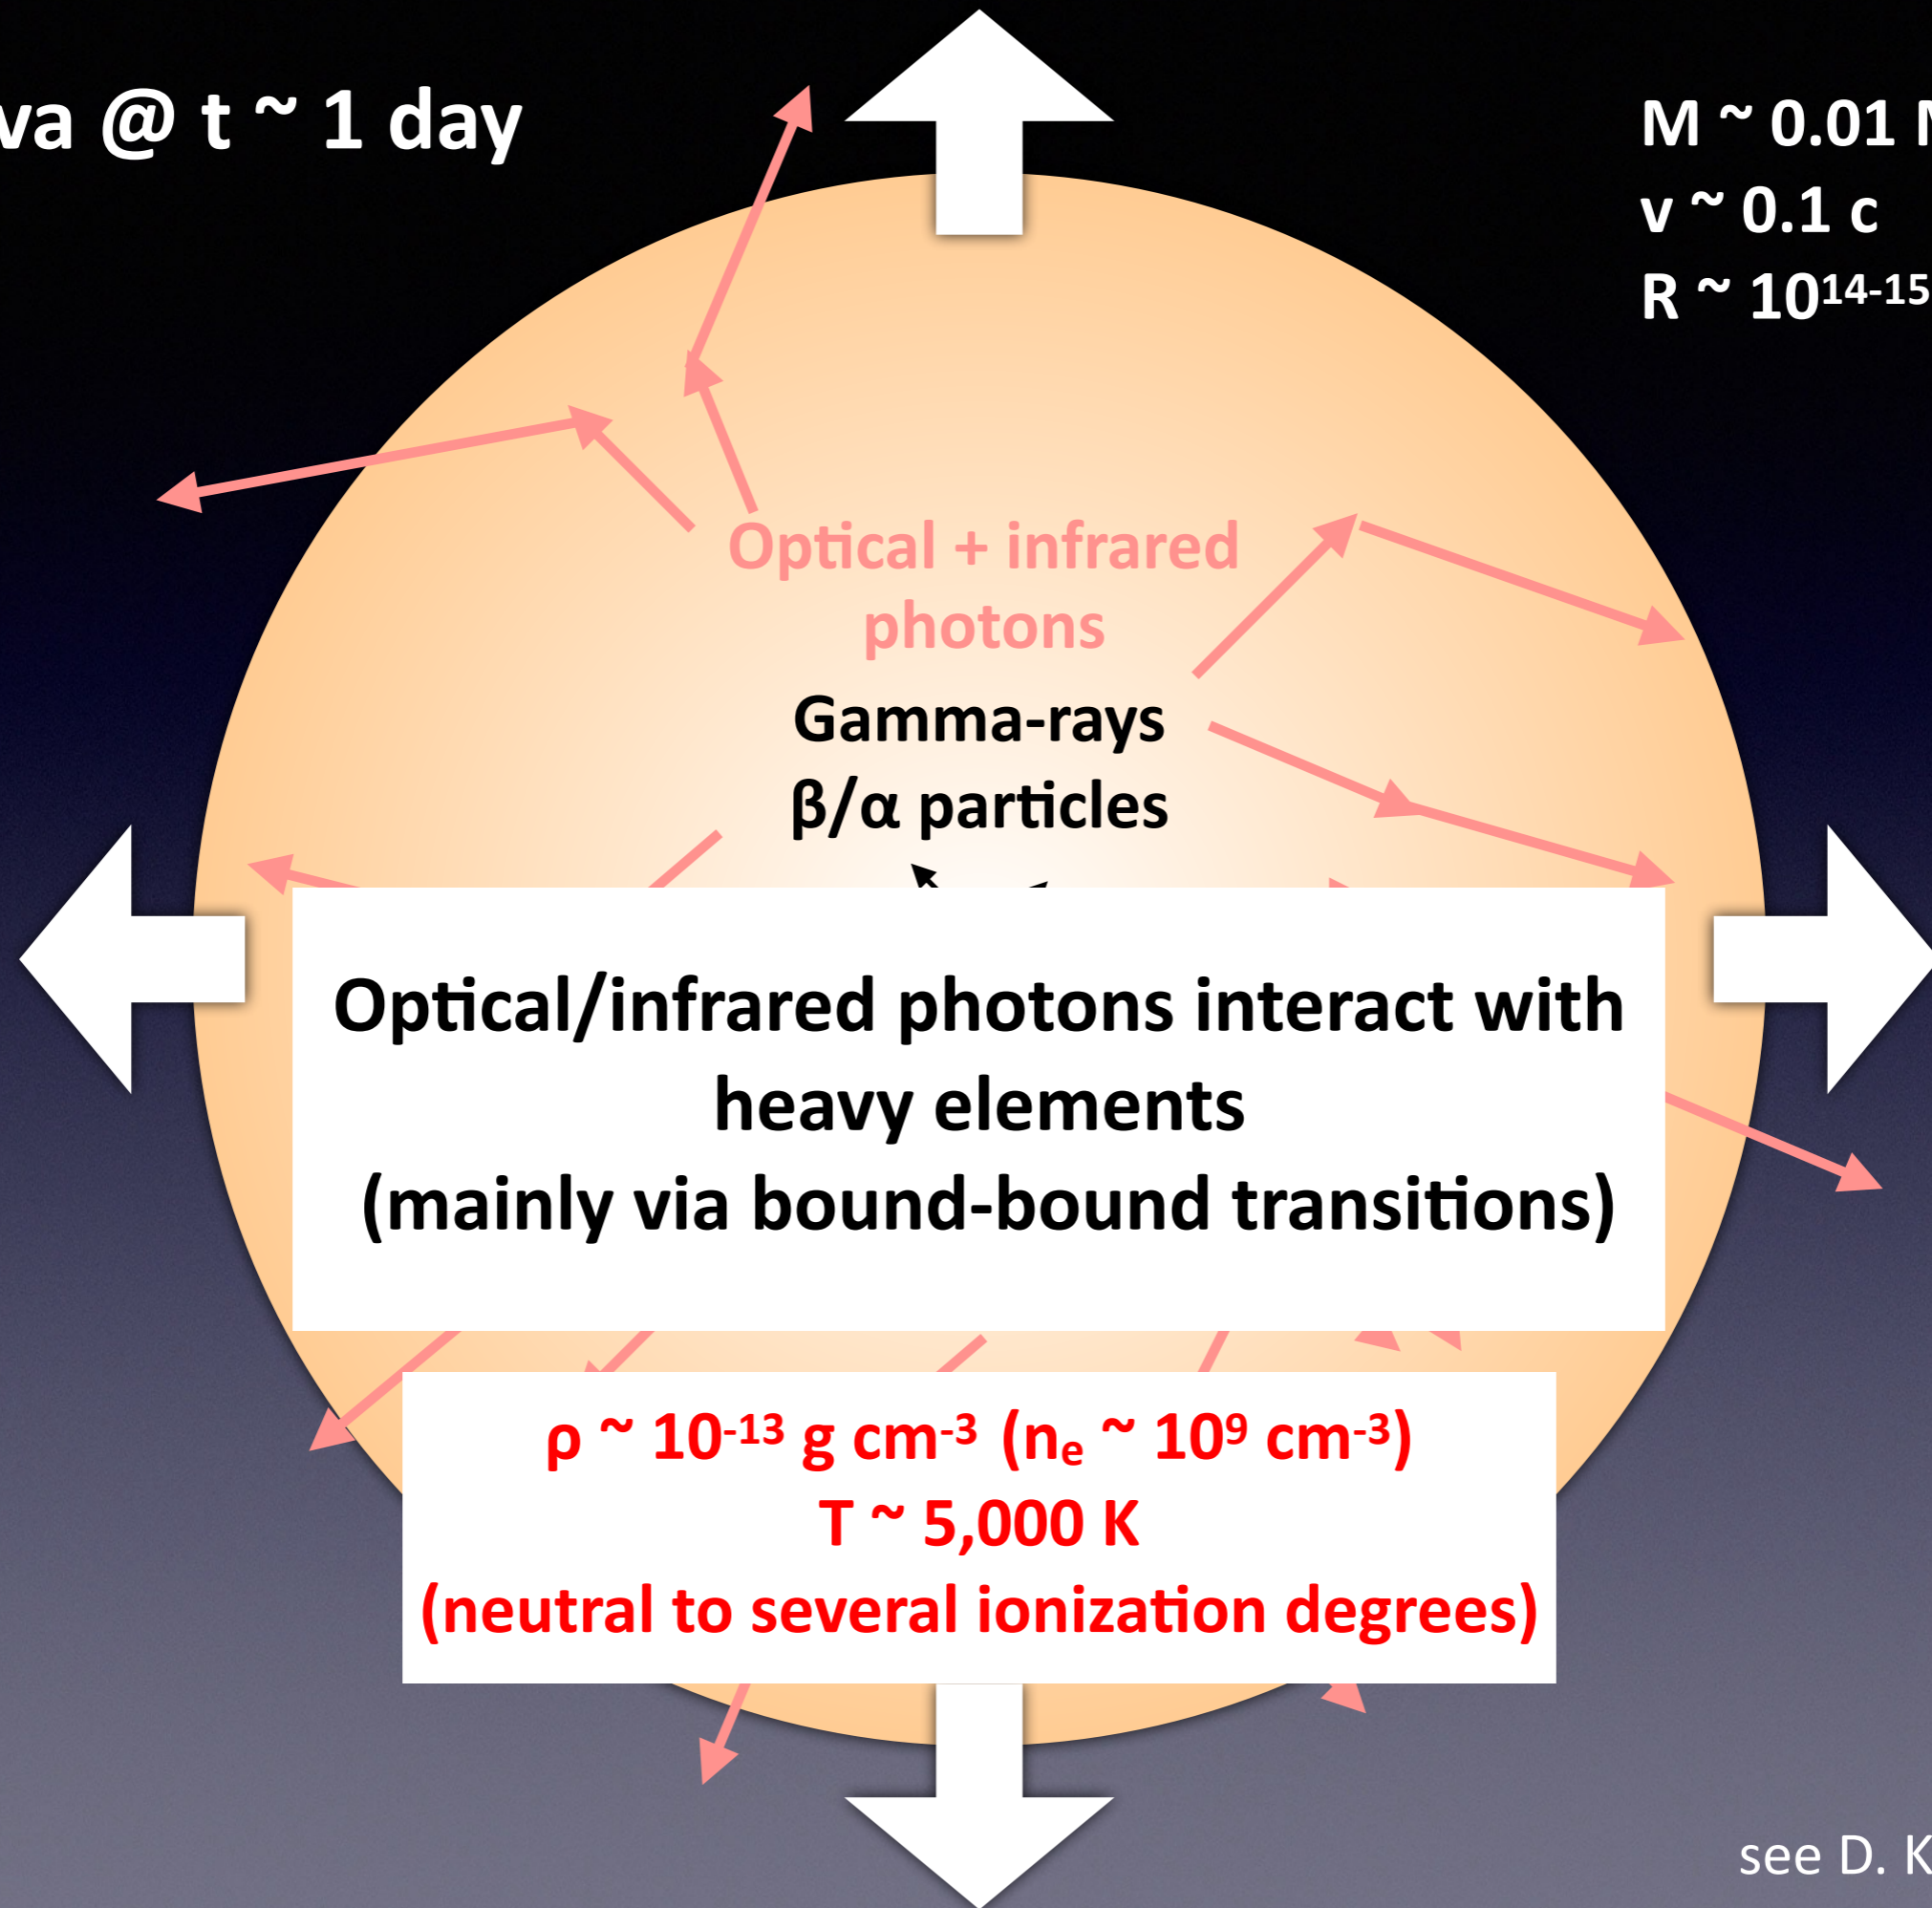 va @ t ~ 1 day
M ~ 0.01 M
v ~ 0.1 c
R ~ 10¹⁴⁻¹⁵
Optical + infrared
photons
Gamma-rays
β/α particles
Optical/infrared photons interact with
heavy elements
(mainly via bound-bound transitions)
ρ ~ 10⁻¹³ g cm⁻³ (nₑ ~ 10⁹ cm⁻³)
T ~ 5,000 K
(neutral to several ionization degrees)
see D. K